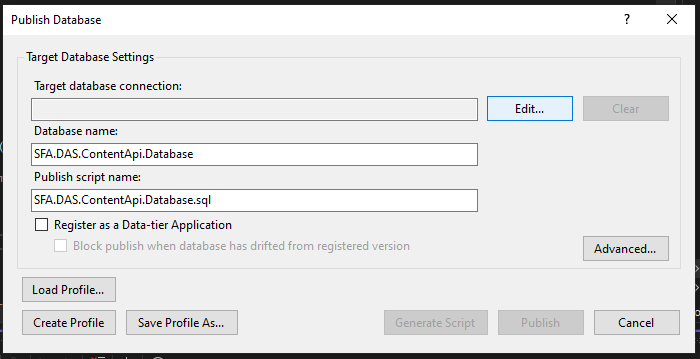 Publish Database
?
Target Database Settings
Target database connection:
Edit...
Clear
Database name:
SFA.DAS.ContentApi.Database
Publish script name:
SFA.DAS.ContentApi.Database.sql
Register as a Data-tier Application
Block publish when database has drifted from registered version
Advanced...
Load Profile...
Create Profile
Save Profile As...
Generate Script
Publish
Cancel